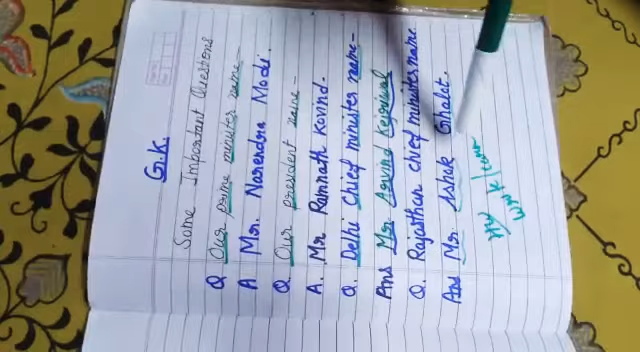 G.K.
Some Important Questions
Q Our prime minister name-
A Mr. Narendra Modi.
Q. Our president name-
A. Mr Ramnath Kovind.
Q. Delhi Chief minister name-
Ans Mr Arvind Kejriwal
Q. Rajasthan chief minister name
Ans Mr. Ashok Gehalot.